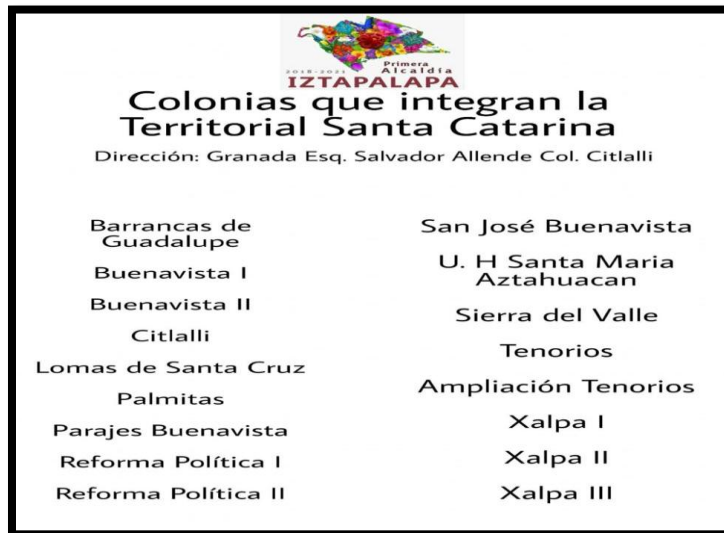 Primera
2018-2021 Alcaldía
IZTAPALAPA
Colonias que integran la
Territorial Santa Catarina
Dirección: Granada Esq. Salvador Allende Col. Citlalli
Barrancas de
Guadalupe
Buenavista I
Buenavista II
Citlalli
Lomas de Santa Cruz
Palmitas
Parajes Buenavista
Reforma Política I
Reforma Política II
San José Buenavista
U. H Santa Maria
Aztahuacan
Sierra del Valle
Tenorios
Ampliación Tenorios
Xalpa I
Xalpa II
Xalpa III